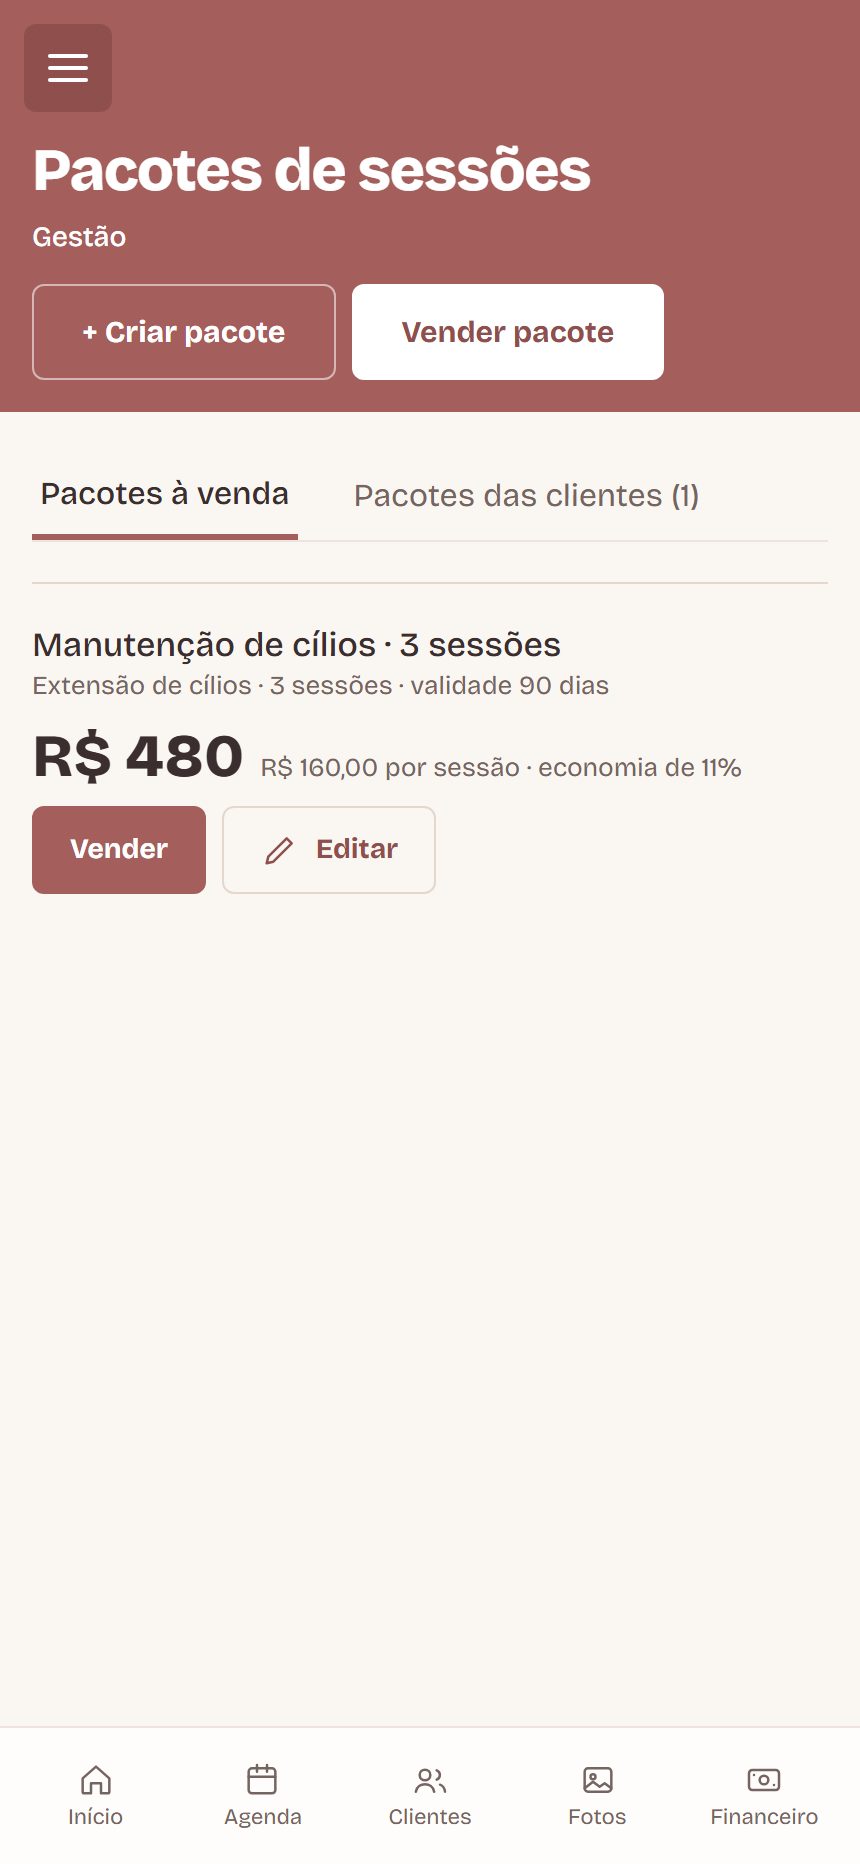 Pacotes de sessões
Gestão
+ Criar pacote
Vender pacote
Pacotes à venda
Pacotes das clientes (1)
Manutenção de cílios · 3 sessões
Extensão de cílios · 3 sessões · validade 90 dias
R$ 480 R$ 160,00 por sessão · economia de 11%
Vender
Editar
Início
Agenda
Clientes
Fotos
Financeiro